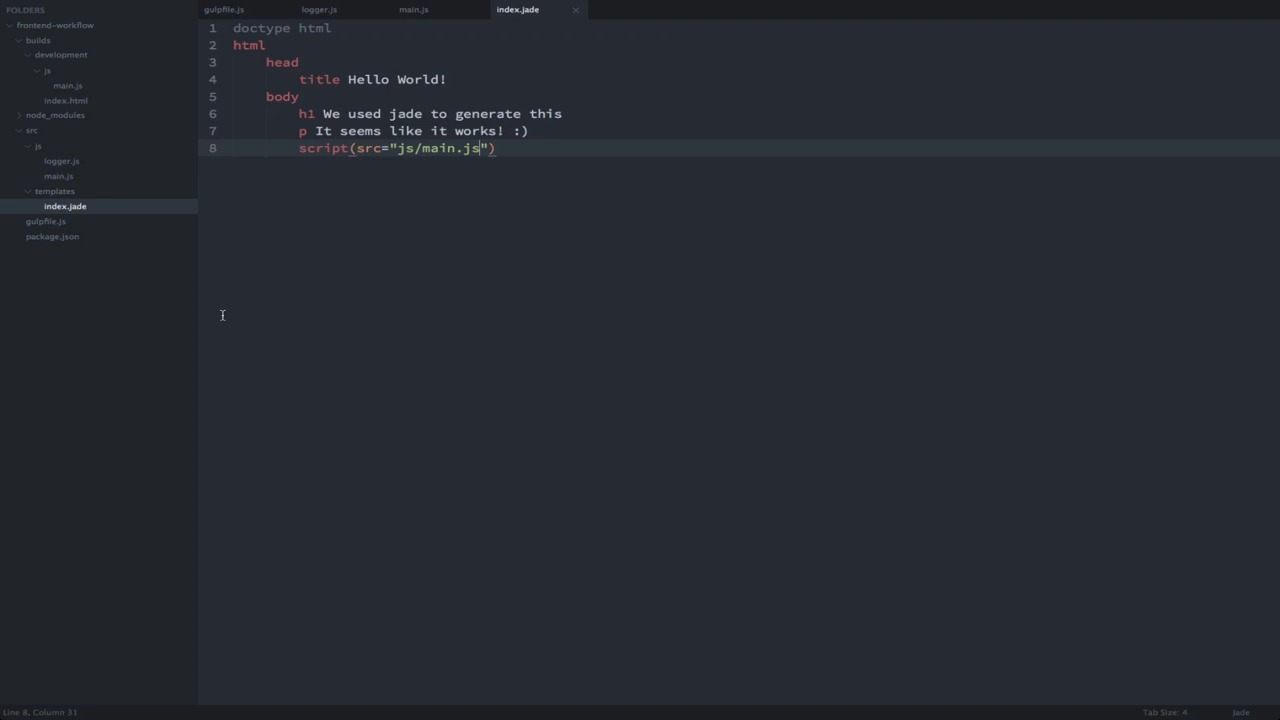 FOLDERS
frontend-workflow
builds
development
js
main.js
index.html
node_modules
src
js
logger.js
main.js
templates
index.jade
gulpfile.js
package.json
gulpfile.js logger.js main.js index.jade ×
1 doctype html
2 html
3 head
4 title Hello World!
5 body
6 h1 We used jade to generate this
7 p It seems like it works! :)
8 script(src="js/main.js")
Line 8, Column 31 Tab Size: 4 Jade